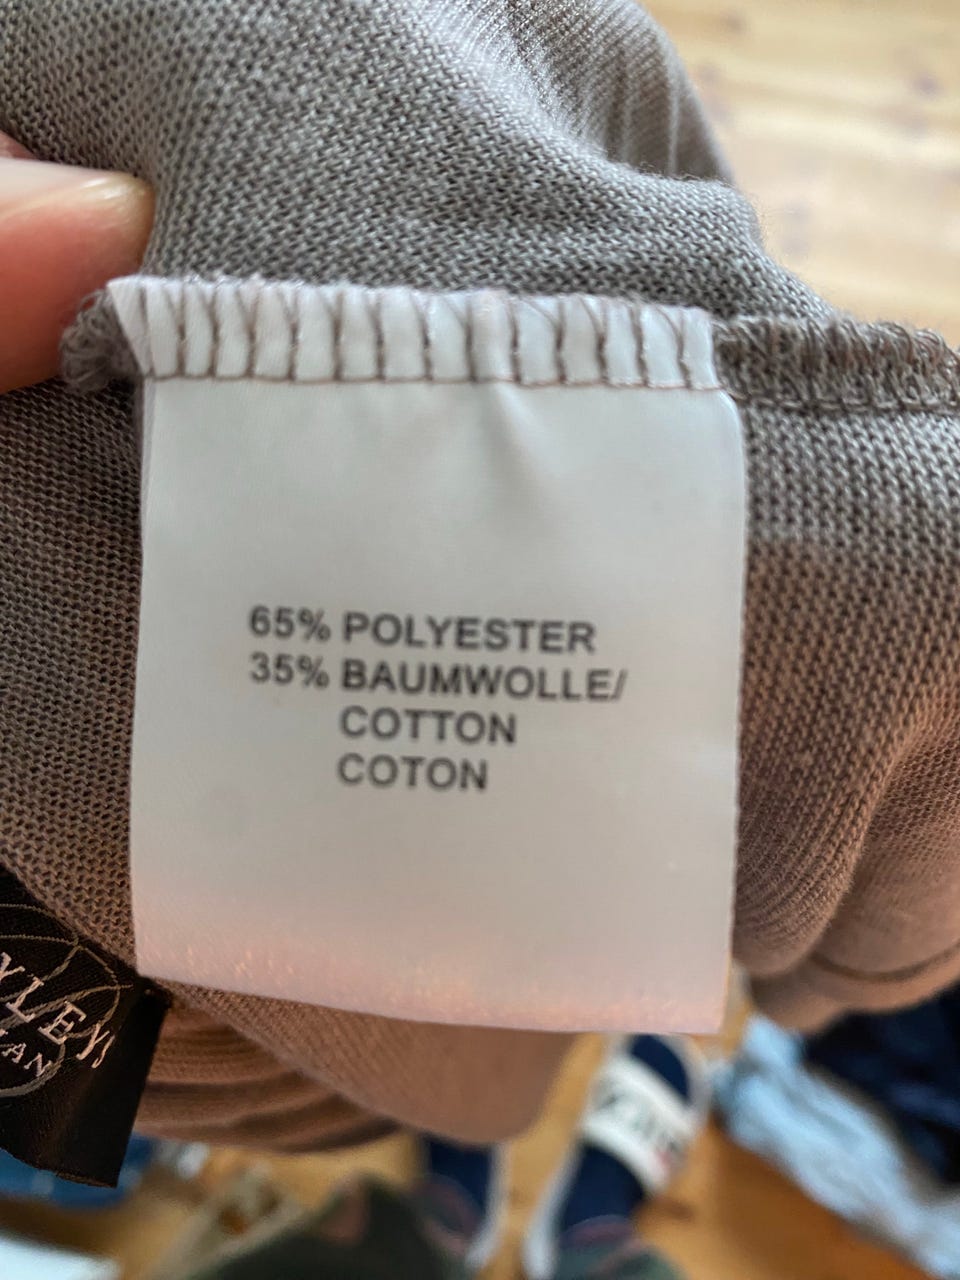 65% POLYESTER
35% BAUMWOLLE/
COTTON
COTON